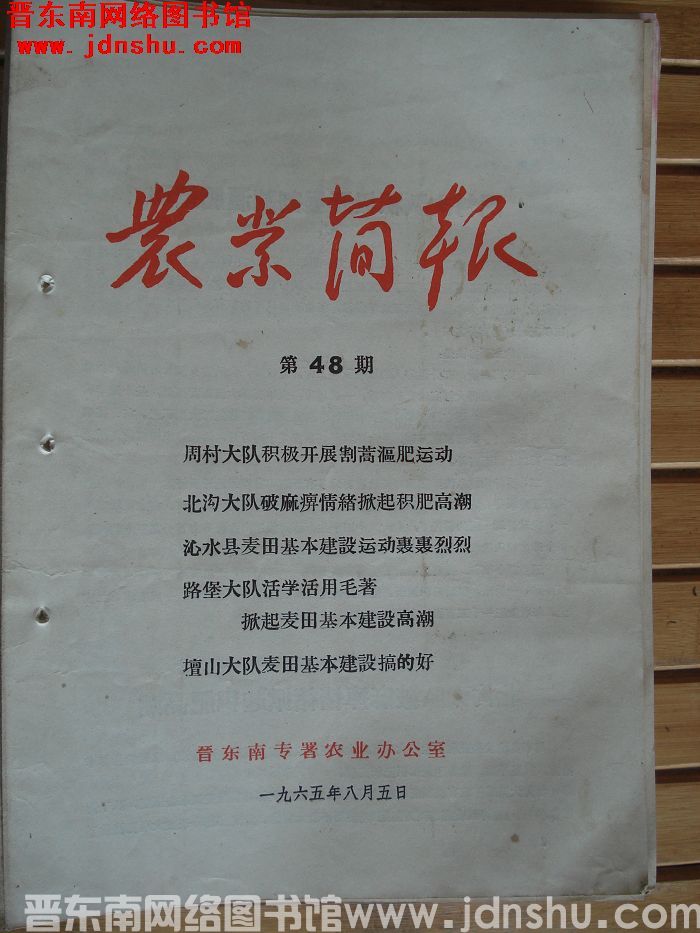 晋东南网络图书馆
www.jdnshu.com
農業简報
第 48 期
周村大队积极开展割蒿漚肥运动
北沟大队破麻痹情緒掀起积肥高潮
沁水县麦田基本建設运动轰轰烈烈
路堡大队活学活用毛著
掀起麦田基本建設高潮
壇山大队麦田基本建設搞的好
晋东南专署农业办公室
一九六五年八月五日
晋东南网络图书馆www.jdnshu.com